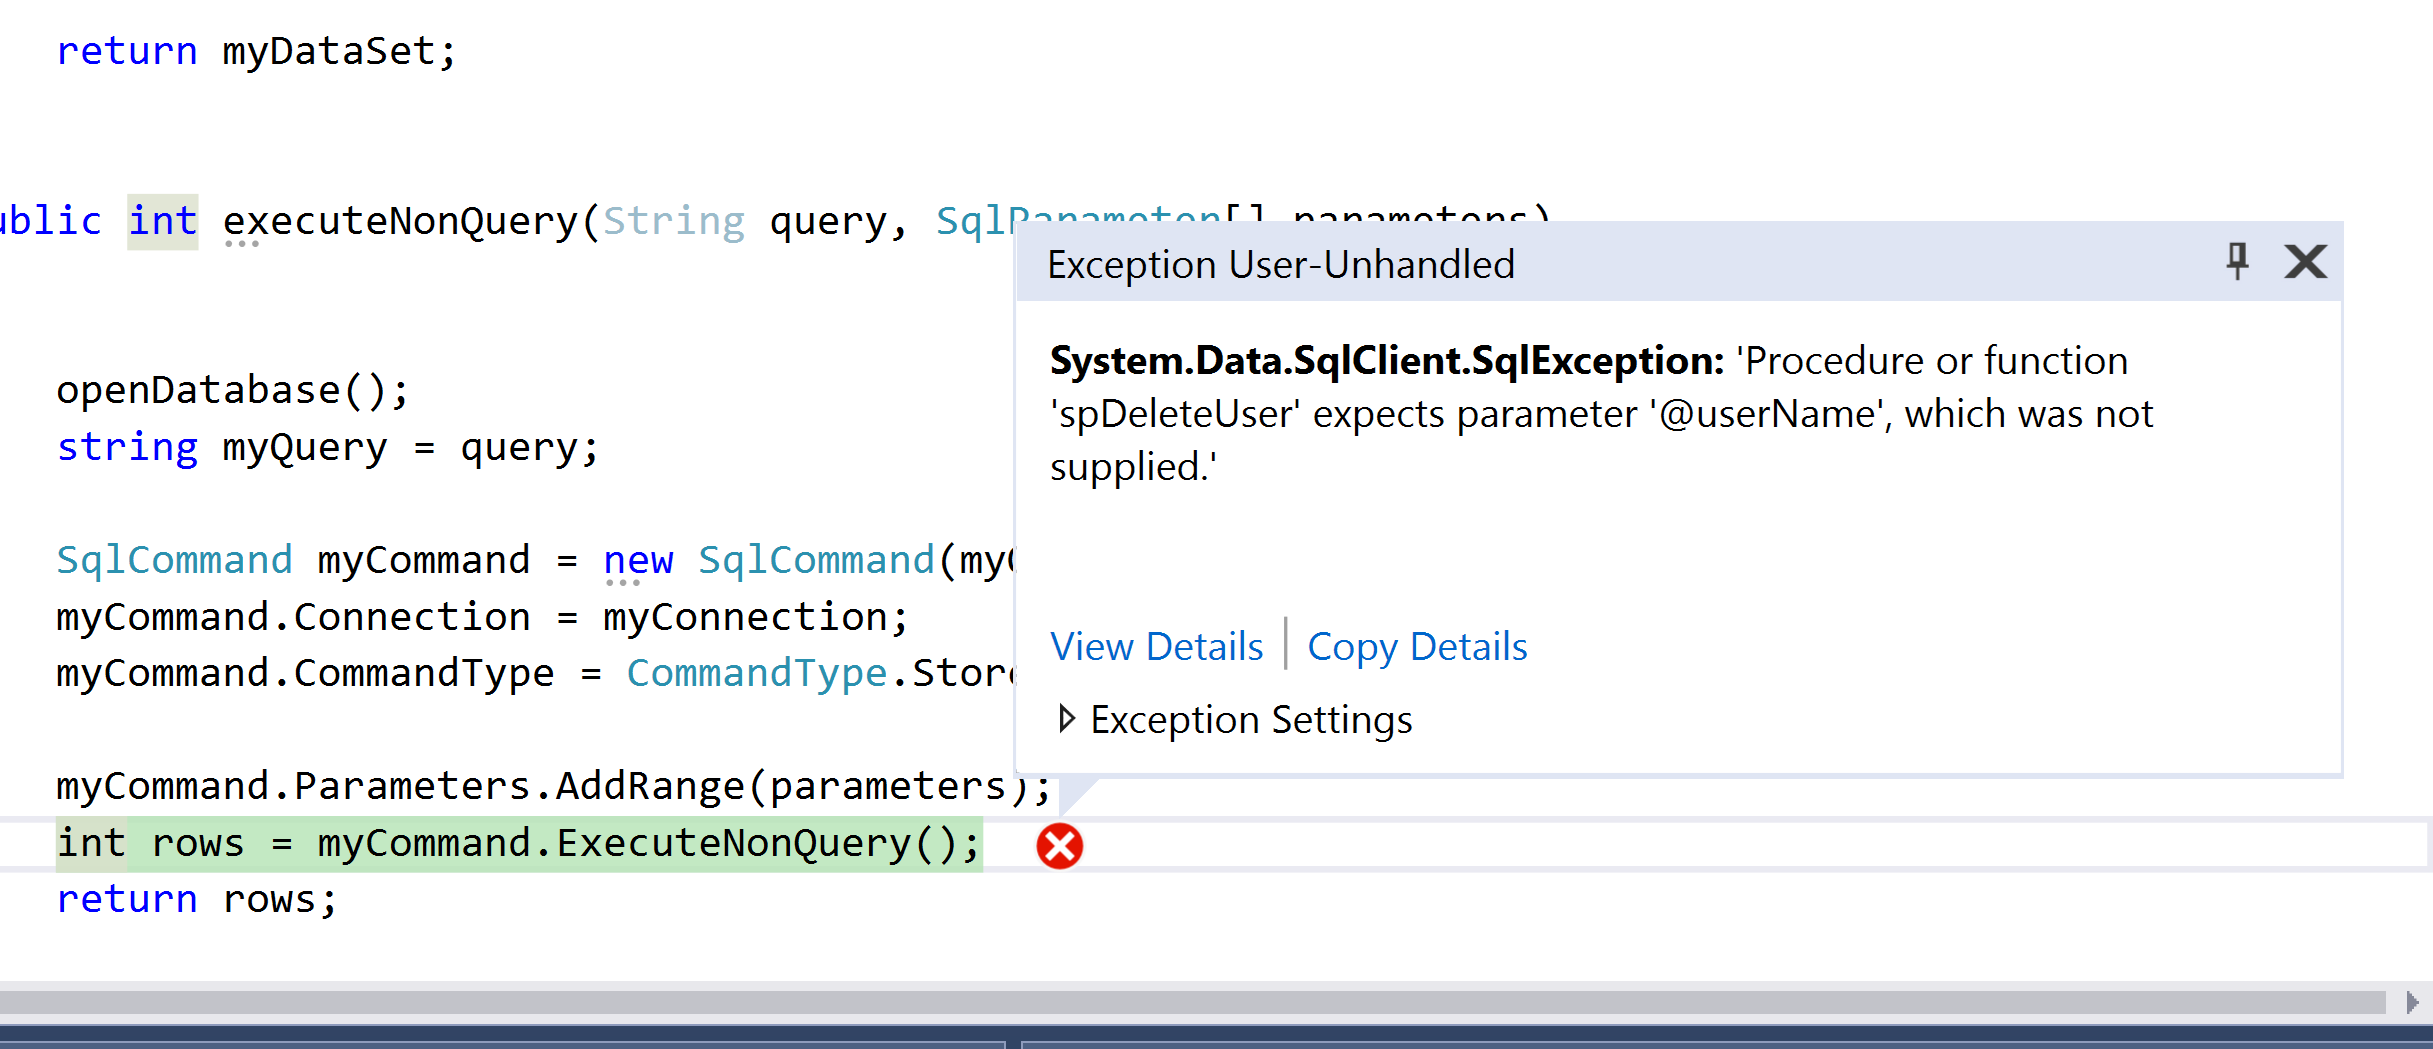 return myDataSet;
ublic int executeNonQuery(String query, SqlParameter[] parameters)
Exception User-Unhandled
System.Data.SqlClient.SqlException: 'Procedure or function
'spDeleteUser' expects parameter '@userName', which was not
supplied.'
View Details | Copy Details
Exception Settings
openDatabase();
string myQuery = query;
SqlCommand myCommand = new SqlCommand(my
myCommand.Connection = myConnection;
myCommand.CommandType = CommandType.Stor
myCommand.Parameters.AddRange(parameters);
int rows = myCommand.ExecuteNonQuery();
return rows;